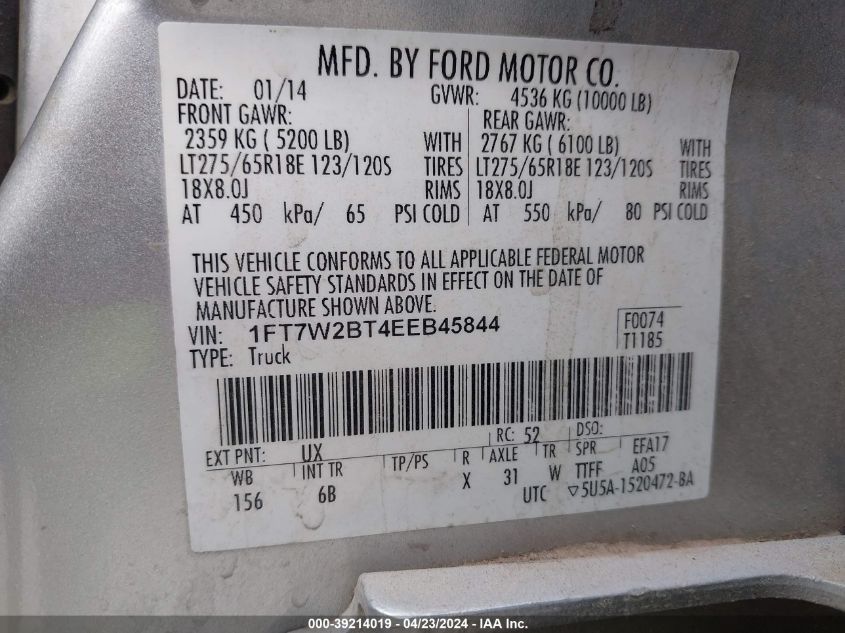 MFD. BY FORD MOTOR CO.
DATE: 01/14 GVWR: 4536 KG (10000 LB)
FRONT GAWR: REAR GAWR:
2359 KG ( 5200 LB) WITH 2767 KG ( 6100 LB) WITH
LT275/65R18E 123/120S TIRES LT275/65R18E 123/120S TIRES
18X8.0J RIMS 18X8.0J RIMS
AT 450 kPa/ 65 PSI COLD AT 550 kPa/ 80 PSI COLD
THIS VEHICLE CONFORMS TO ALL APPLICABLE FEDERAL MOTOR
VEHICLE SAFETY STANDARDS IN EFFECT ON THE DATE OF
MANUFACTURE SHOWN ABOVE.
VIN: 1FT7W2BT4EEB45844 F0074
TYPE: Truck T1185
EXT PNT: UX RC: 52 DSO:
WB INT TR TP/PS R AXLE TR SPR EFA17
156 6B X 31 W TTFF A05
UTC ▽5U5A-1520472-BA
000-39214019 - 04/23/2024 - IAA Inc.